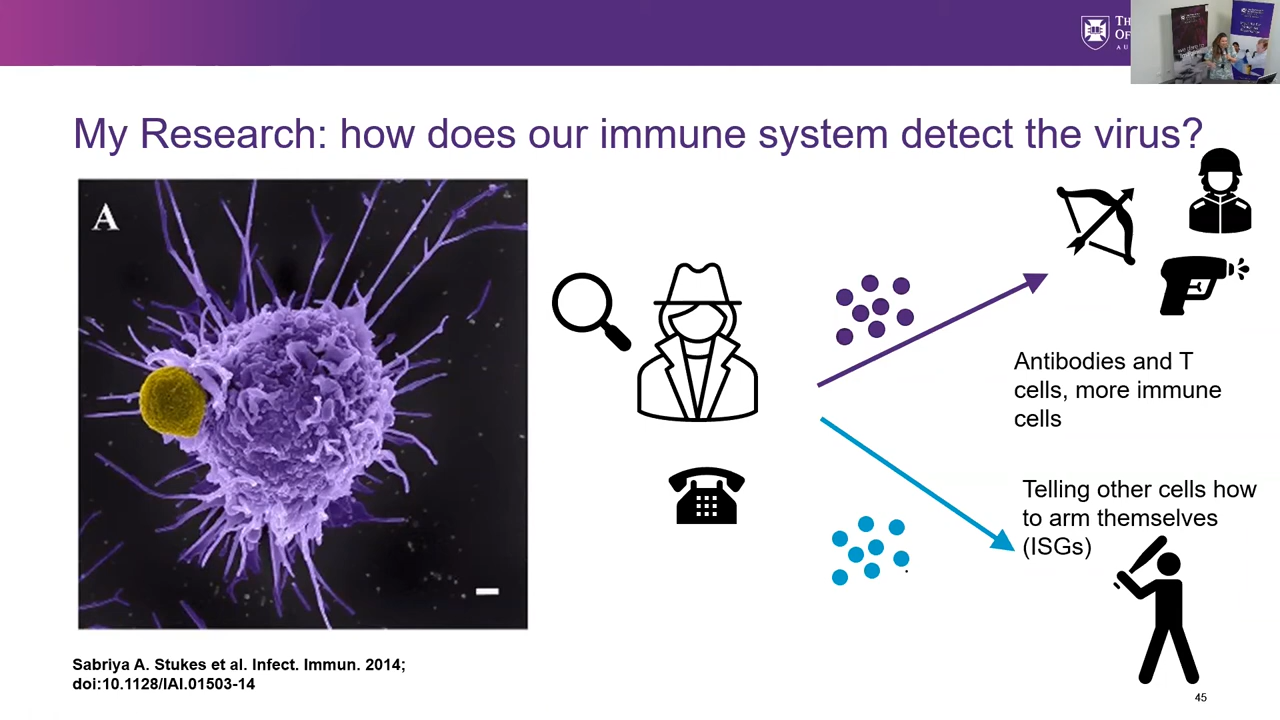 My Research: how does our immune system detect the virus?
A
Antibodies and T
cells, more immune
cells
Telling other cells how
to arm themselves
(ISGs)
Sabriya A. Stukes et al. Infect. Immun. 2014;
doi:10.1128/IAI.01503-14
45